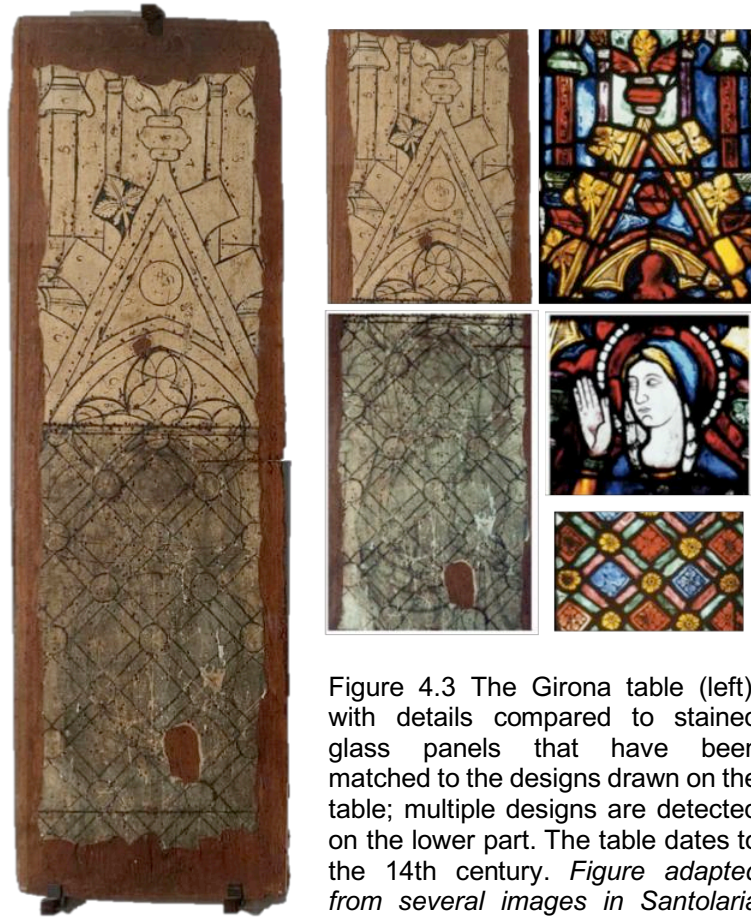 Figure 4.3 The Girona table (left)
with details compared to stained
glass panels that have been
matched to the designs drawn on the
table; multiple designs are detected
on the lower part. The table dates to
the 14th century. Figure adapted
from several images in Santolaria